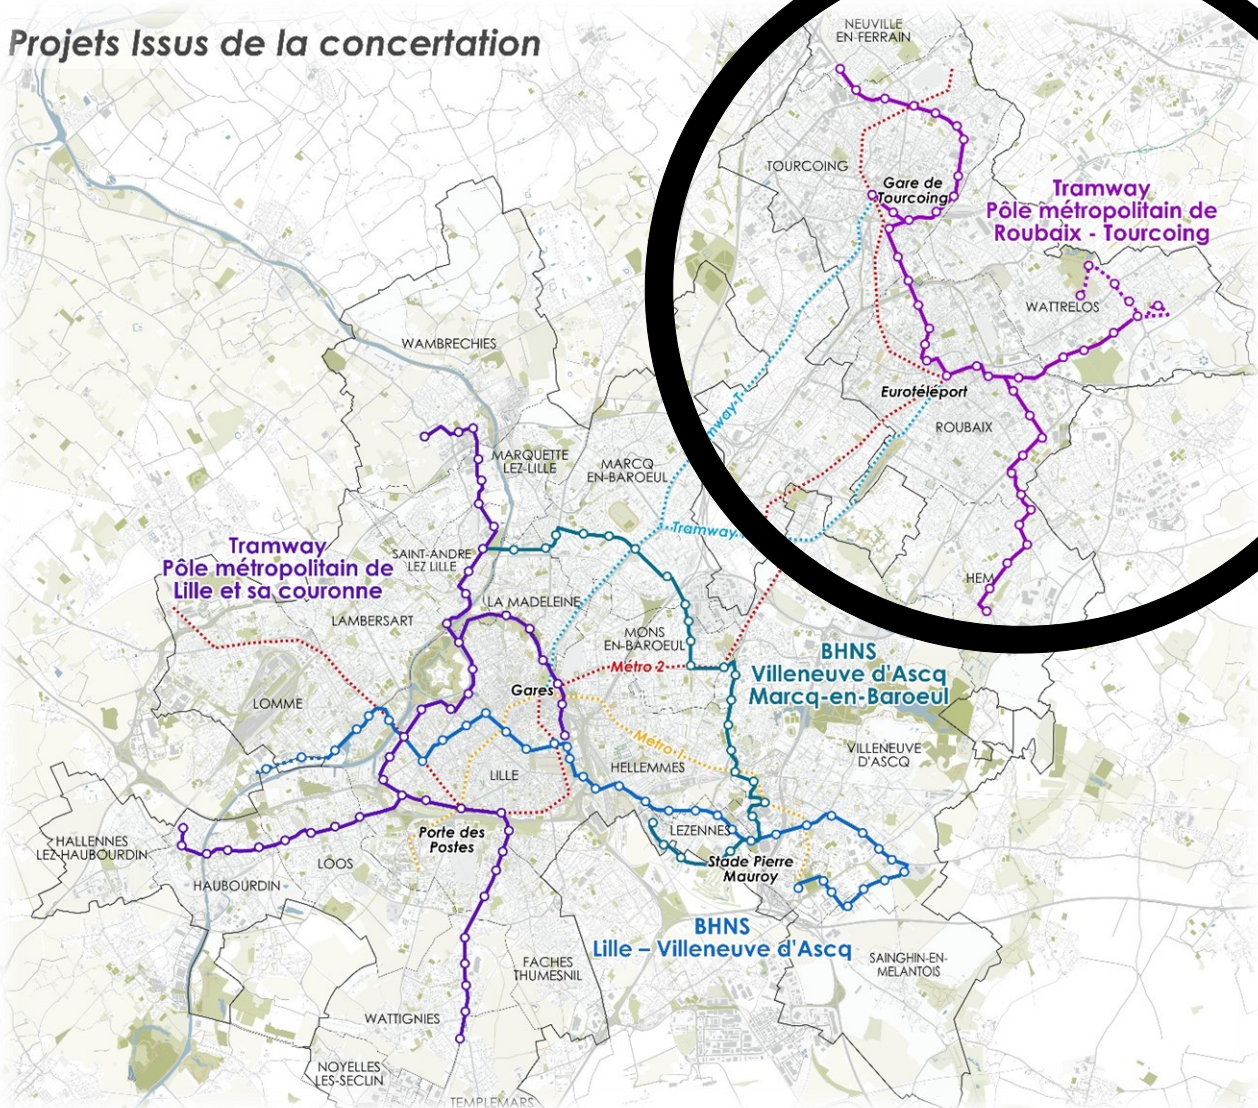 Projets Issus de la concertation
NEUVILLE
EN-FERRAIN
TOURCOING
Gare de
Tourcoing
Tramway
Pôle métropolitain de
Roubaix - Tourcoing
WATTRELOS
Eurotéléport
ROUBAIX
HEM
WAMBRECHIES
MARQUETTE
LEZ-LILLE
MARCQ
EN-BAROEUL
Tramway
Tramway
Pôle métropolitain de
Lille et sa couronne
SAINT-ANDRE
LEZ LILLE
LA MADELEINE
LAMBERSART
MONS
EN-BAROEUL
Métro 2
BHNS
Villeneuve d'Ascq
Marcq-en-Baroeul
Gares
LOMME
Métro 1
VILLENEUVE
D'ASCQ
LILLE
HELLEMMES
HALLENNES
LEZ-HAUBOURDIN
LOOS
Porte des
Postes
LEZENNES
Stade Pierre
Mauroy
HAUBOURDIN
BHNS
Lille – Villeneuve d'Ascq
FACHES
THUMESNIL
SAINGHIN-EN-
MELANTOIS
WATTIGNIES
NOYELLES
LES-SECLIN
TEMPLEMARS